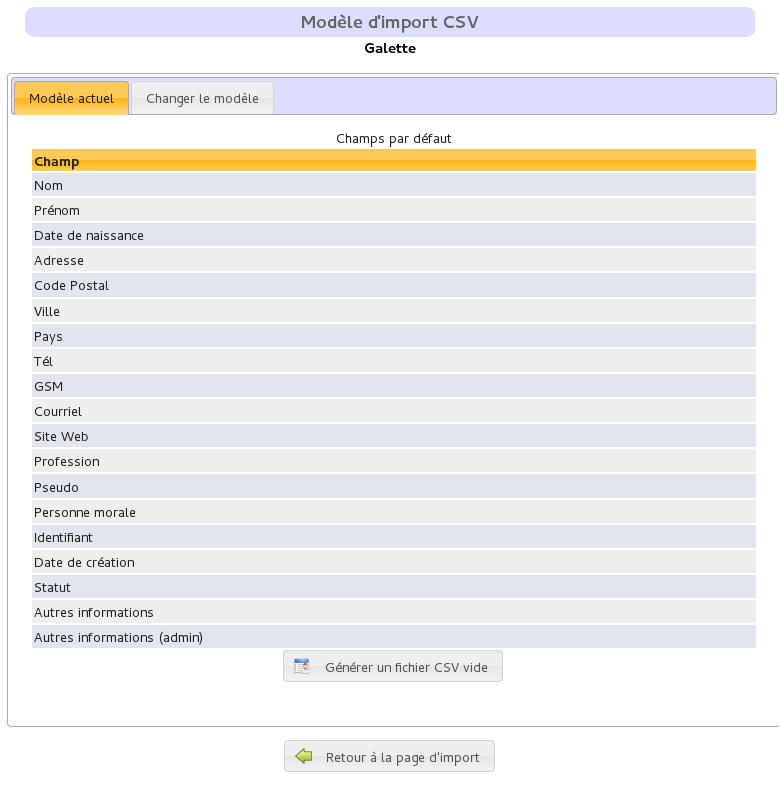 Modèle d'import CSV
Galette
Modèle actuel
Changer le modèle
Champs par défaut
Champ
Nom
Prénom
Date de naissance
Adresse
Code Postal
Ville
Pays
Tél
GSM
Courriel
Site Web
Profession
Pseudo
Personne morale
Identifiant
Date de création
Statut
Autres informations
Autres informations (admin)
Générer un fichier CSV vide
Retour à la page d'import